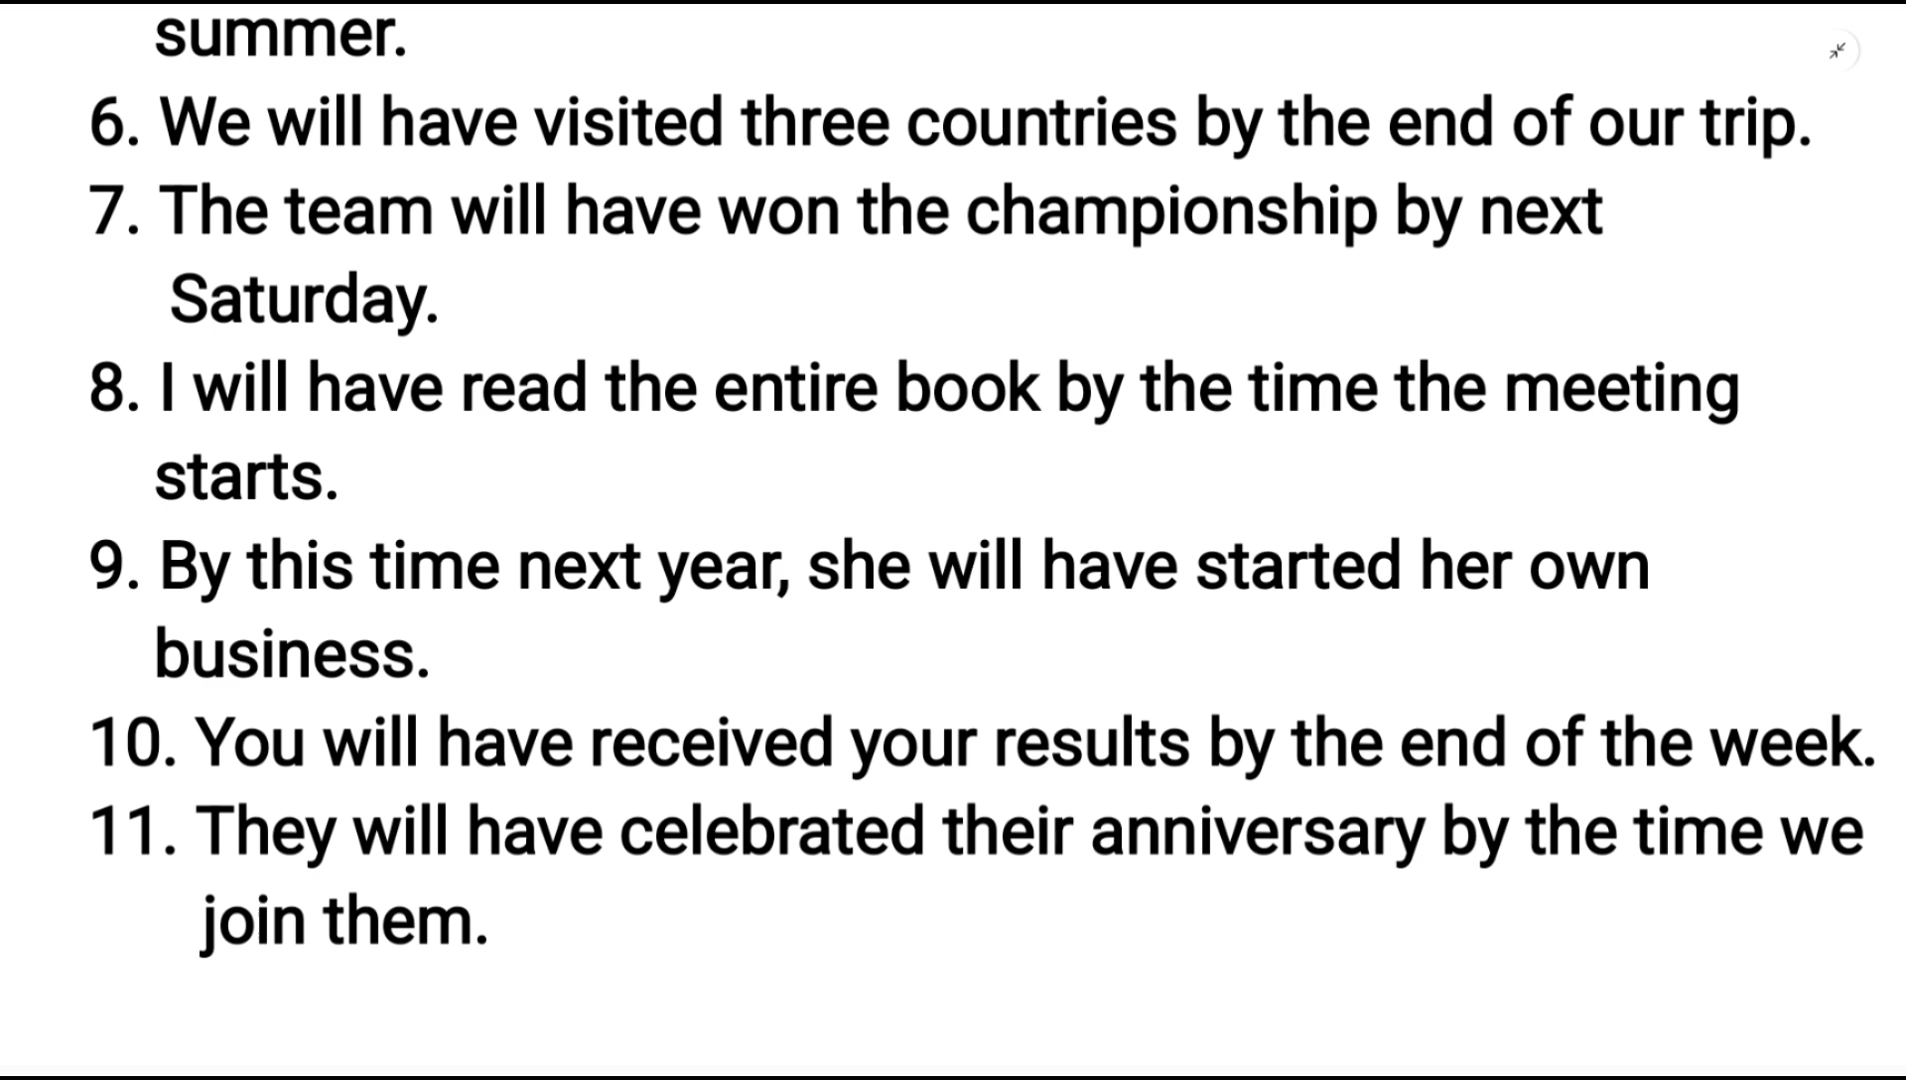 summer.
6. We will have visited three countries by the end of our trip.
7. The team will have won the championship by next
Saturday.
8. I will have read the entire book by the time the meeting
starts.
9. By this time next year, she will have started her own
business.
10. You will have received your results by the end of the week.
11. They will have celebrated their anniversary by the time we
join them.